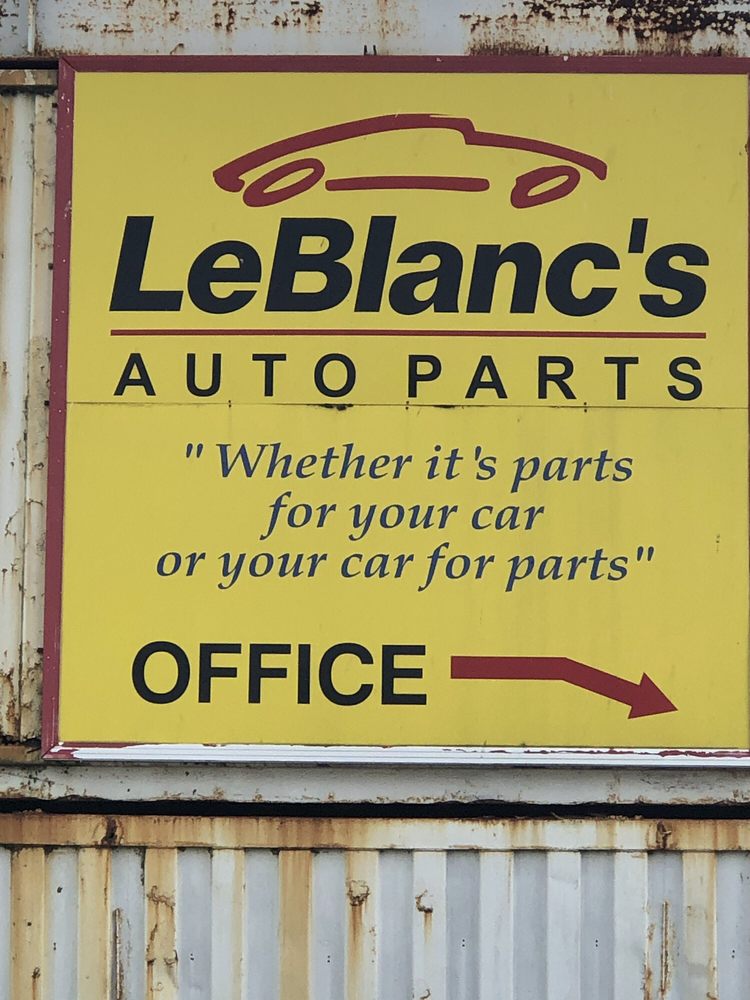 LeBlanc's
AUTO PARTS
"Whether it's parts
for your car
or your car for parts"
OFFICE